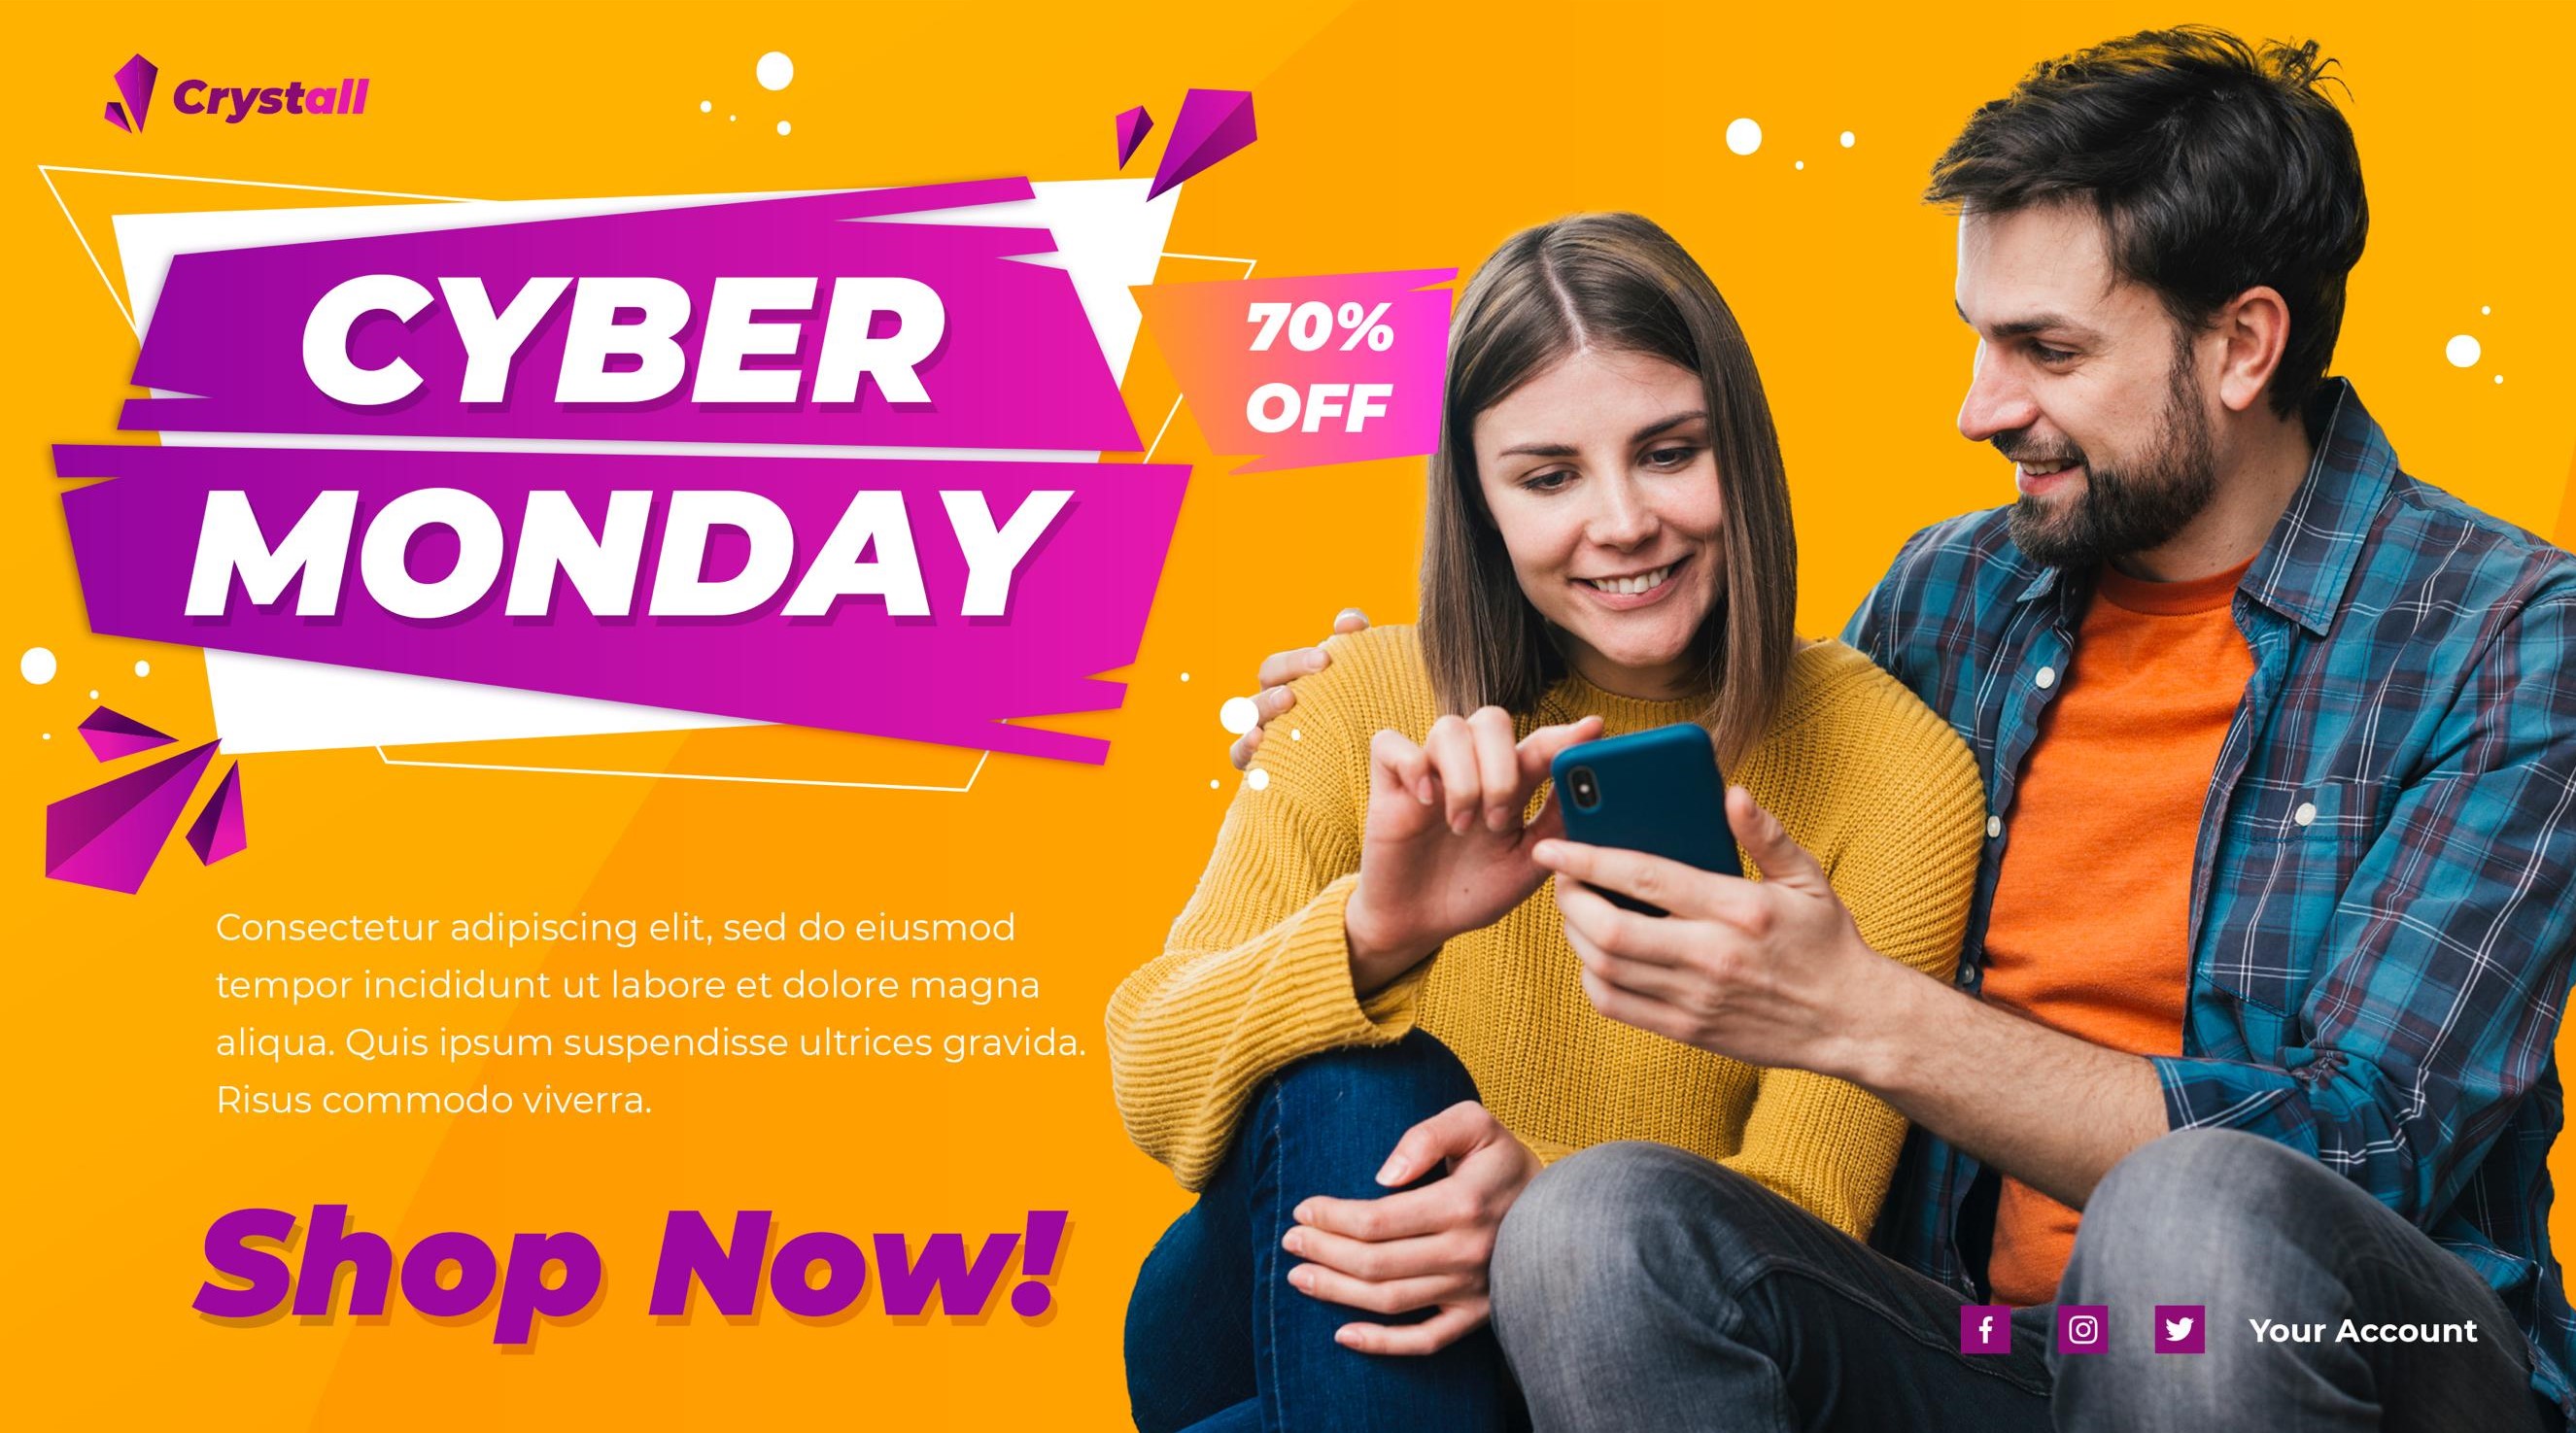 Crystall
CYBER
MONDAY
70%
OFF
Consectetur adipiscing elit, sed do eiusmod
tempor incididunt ut labore et dolore magna
aliqua. Quis ipsum suspendisse ultrices gravida.
Risus commodo viverra.
Shop Now!
Your Account